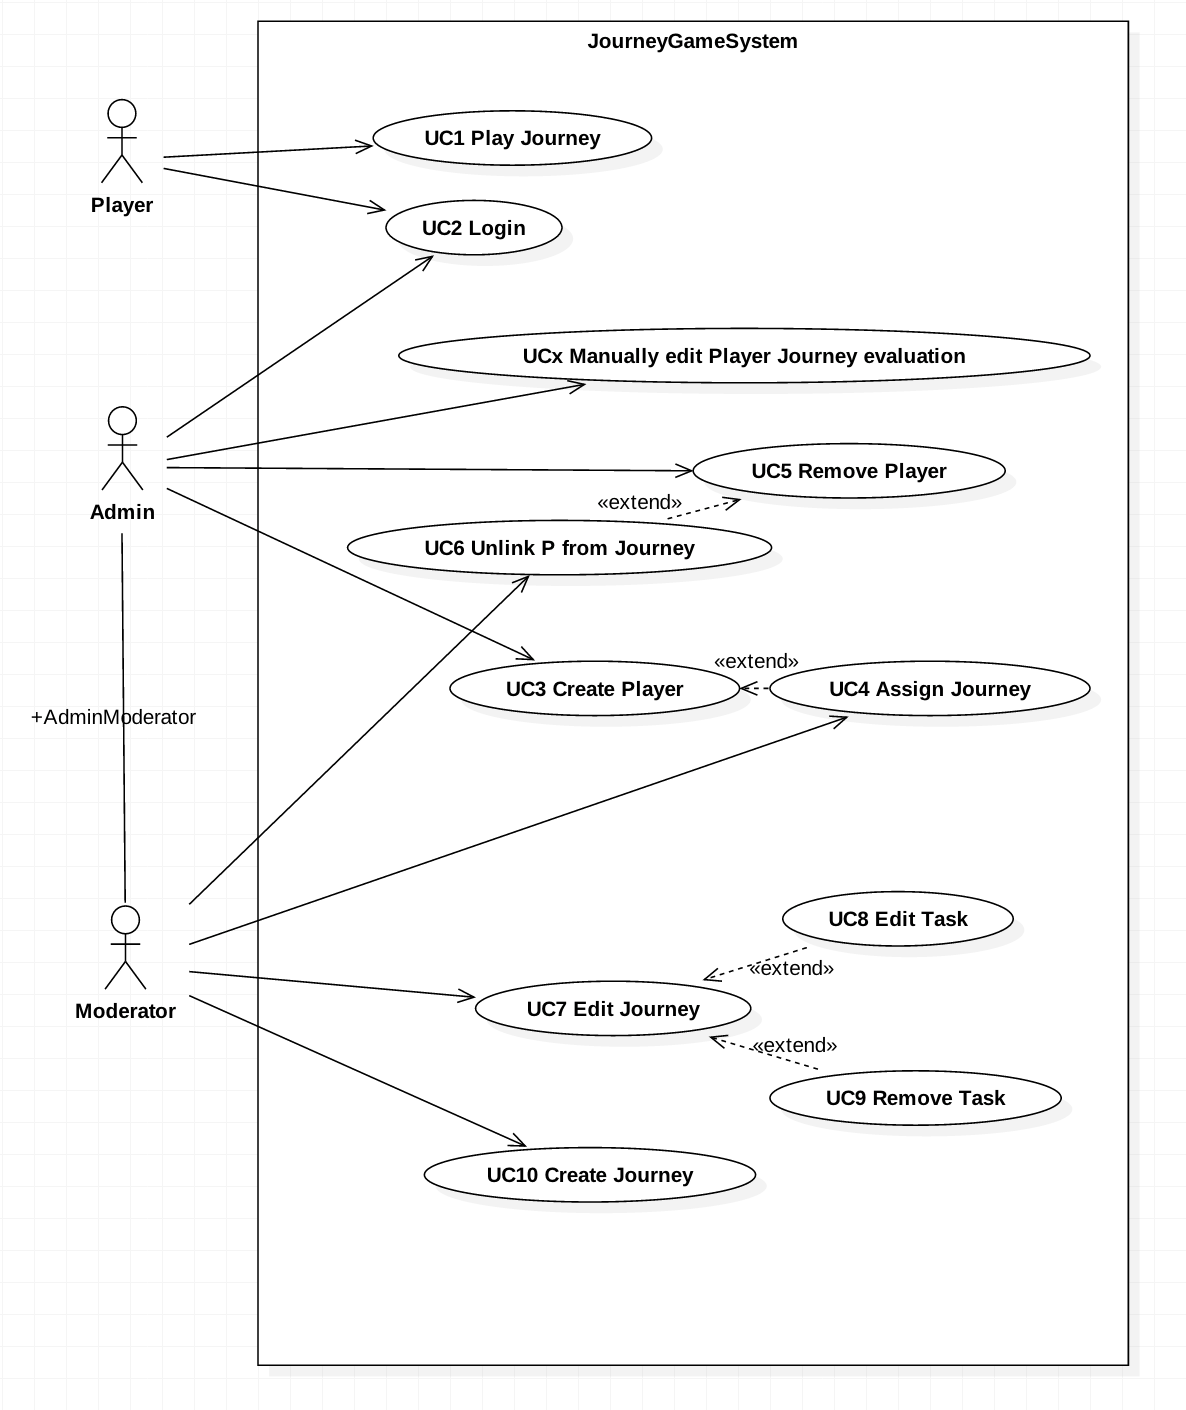 JourneyGameSystem
UC1 Play Journey
Player
UC2 Login
UCx Manually edit Player Journey evaluation
UC5 Remove Player
«extend»
Admin
UC6 Unlink P from Journey
«extend»
UC3 Create Player
UC4 Assign Journey
+AdminModerator
UC8 Edit Task
«extend»
Moderator
UC7 Edit Journey
«extend»
UC9 Remove Task
UC10 Create Journey